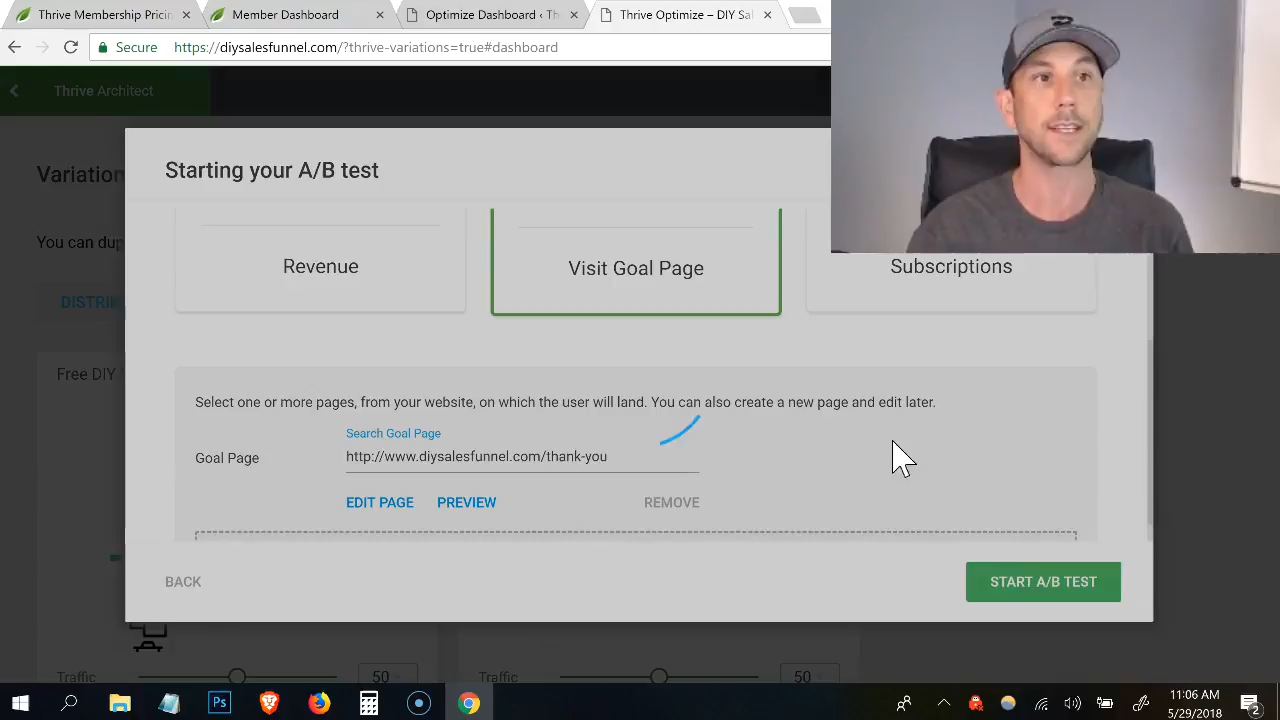 Thrive Membership Pricin
Member Dashboard
Optimize Dashboard ‹ Th
Thrive Optimize – DIY Sal
Secure
https://diysalesfunnel.com/?thrive-variations=true#dashboard
Thrive Architect
Starting your A/B test
Variation
You can dup
DISTRIB
Free DIY
Revenue
Visit Goal Page
Subscriptions
Select one or more pages, from your website, on which the user will land. You can also create a new page and edit later.
Search Goal Page
Goal Page
http://www.diysalesfunnel.com/thank-you
EDIT PAGE
PREVIEW
REMOVE
BACK
START A/B TEST
Traffic
50
Traffic
50
Ps
11:06 AM
5/29/2018
2